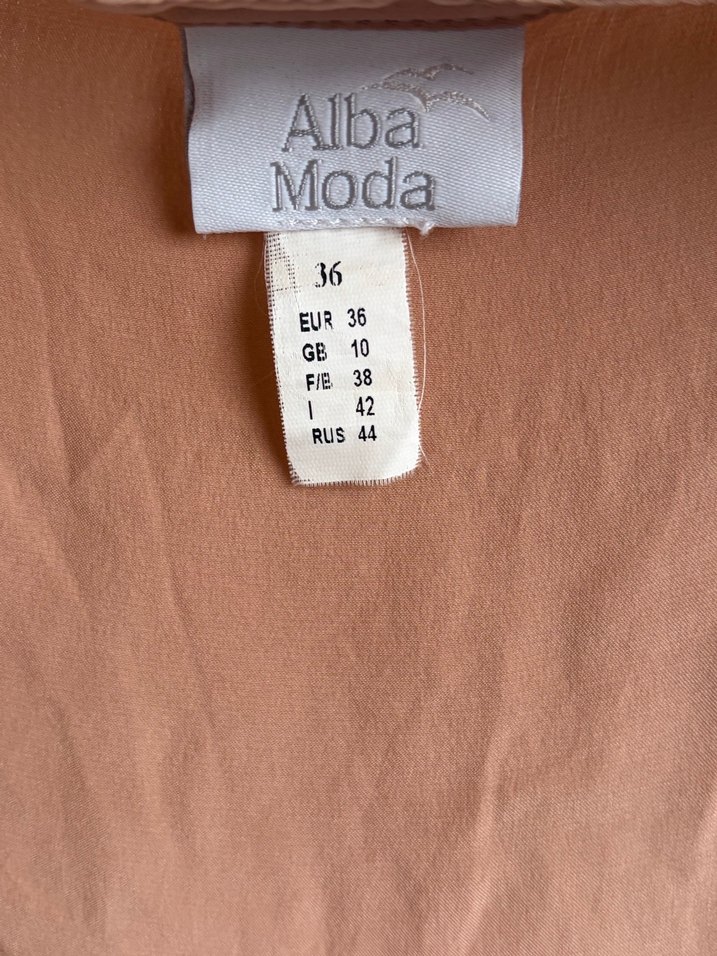 Alba
Moda
36
EUR 36
GB 10
F/B 38
I 42
RUS 44